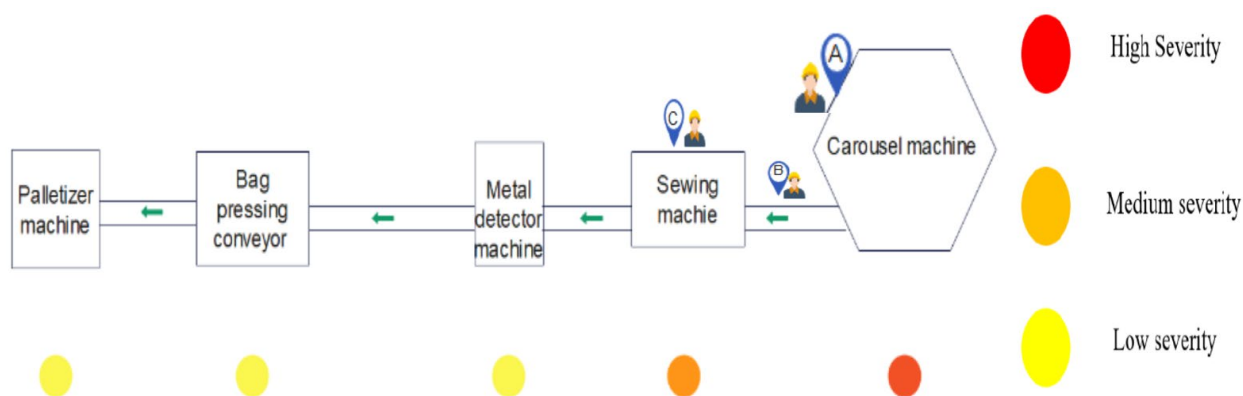 Palletizer
machine
Bag
pressing
conveyor
Metal
detector
machine
C
Sewing
machie
B
A
Carousel machine
High Severity
Medium severity
Low severity